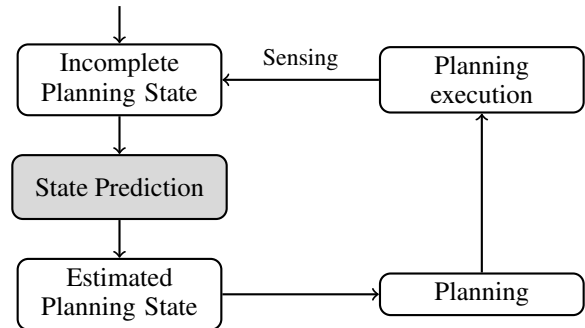 Incomplete
Planning State
Sensing
Planning
execution
State Prediction
Estimated
Planning State
Planning